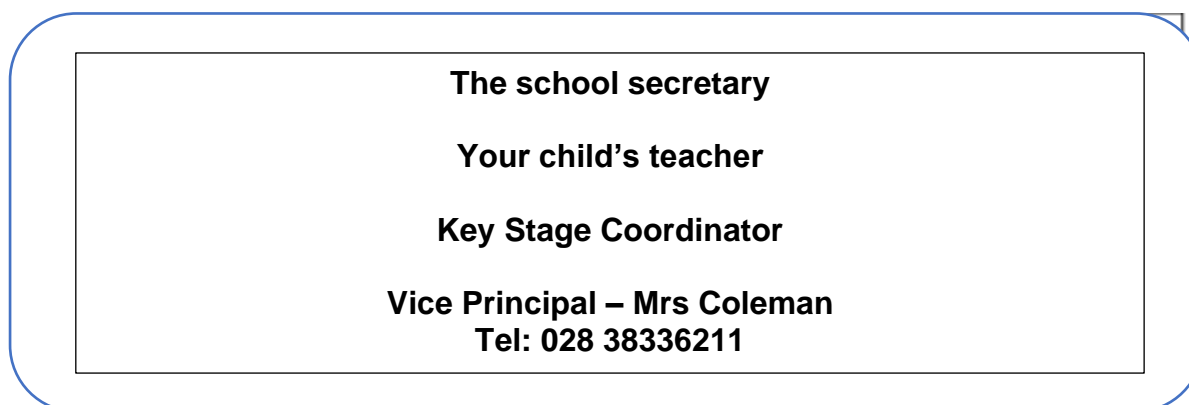 The school secretary
Your child’s teacher
Key Stage Coordinator
Vice Principal – Mrs Coleman
Tel: 028 38336211